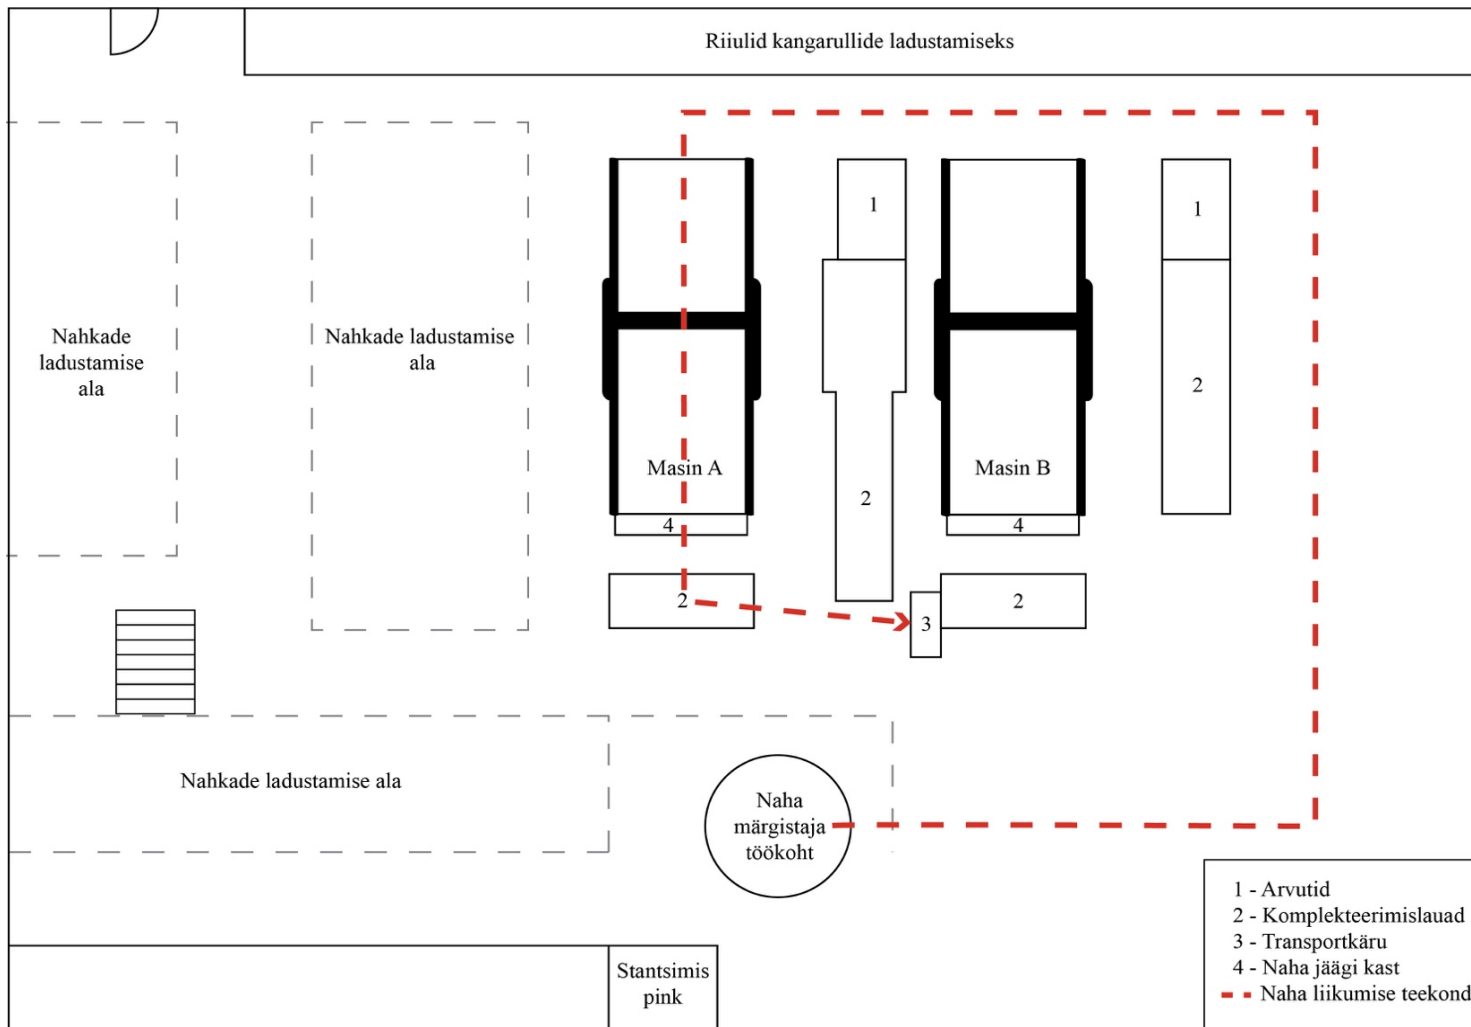 Riiulid kangarullide ladustamiseks
1
1
Nahkade
ladustamise
ala
Nahkade ladustamise
ala
2
Masin A
Masin B
2
4
4
2
2
3
Nahkade ladustamise ala
Naha
märgistaja
töökoht
Stantsimis
pink
1 - Arvutid
2 - Komplekteerimislauad
3 - Transportkäru
4 - Naha jäägi kast
Naha liikumise teekond